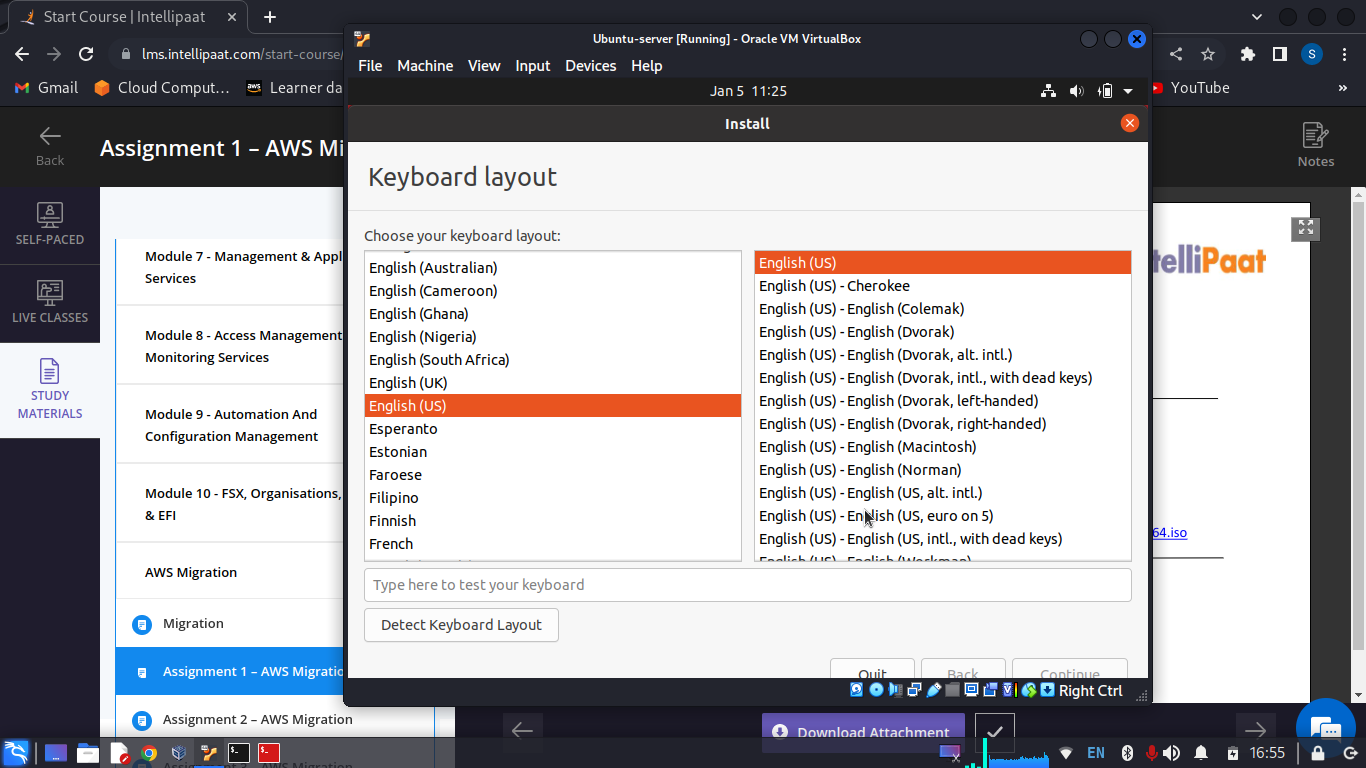 Start Course | Intellipaat
lms.intellipaat.com/start-course/
Gmail
Cloud Comput…
Learner da
YouTube
»
Back
Assignment 1 – AWS Mi
Notes
SELF-PACED
LIVE CLASSES
STUDY
MATERIALS
Module 7 - Management & Appl
Services
Module 8 - Access Management
Monitoring Services
Module 9 - Automation And
Configuration Management
Module 10 - FSX, Organisations,
& EFI
AWS Migration
Migration
Assignment 1 – AWS Migratio
Assignment 2 – AWS Migration
Ubuntu-server [Running] - Oracle VM VirtualBox
File Machine View Input Devices Help
Jan 5 11:25
Install
Keyboard layout
Choose your keyboard layout:
English (Australian)
English (Cameroon)
English (Ghana)
English (Nigeria)
English (South Africa)
English (UK)
English (US)
Esperanto
Estonian
Faroese
Filipino
Finnish
French
English (US)
English (US) - Cherokee
English (US) - English (Colemak)
English (US) - English (Dvorak)
English (US) - English (Dvorak, alt. intl.)
English (US) - English (Dvorak, intl., with dead keys)
English (US) - English (Dvorak, left-handed)
English (US) - English (Dvorak, right-handed)
English (US) - English (Macintosh)
English (US) - English (Norman)
English (US) - English (US, alt. intl.)
English (US) - English (US, euro on 5)
English (US) - English (US, intl., with dead keys)
English (US) - English (Workman)
Type here to test your keyboard
Detect Keyboard Layout
Quit Back Continue
Right Ctrl
telliPaat
64.iso
Download Attachment
EN
16:55
S
aws